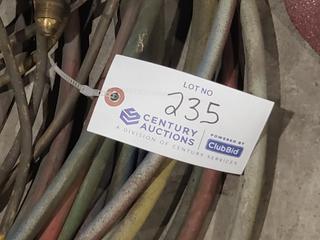 LOT NO
235
CENTURY
AUCTIONS
A DIVISION OF CENTURY SERVICES
POWERED BY
ClubBid